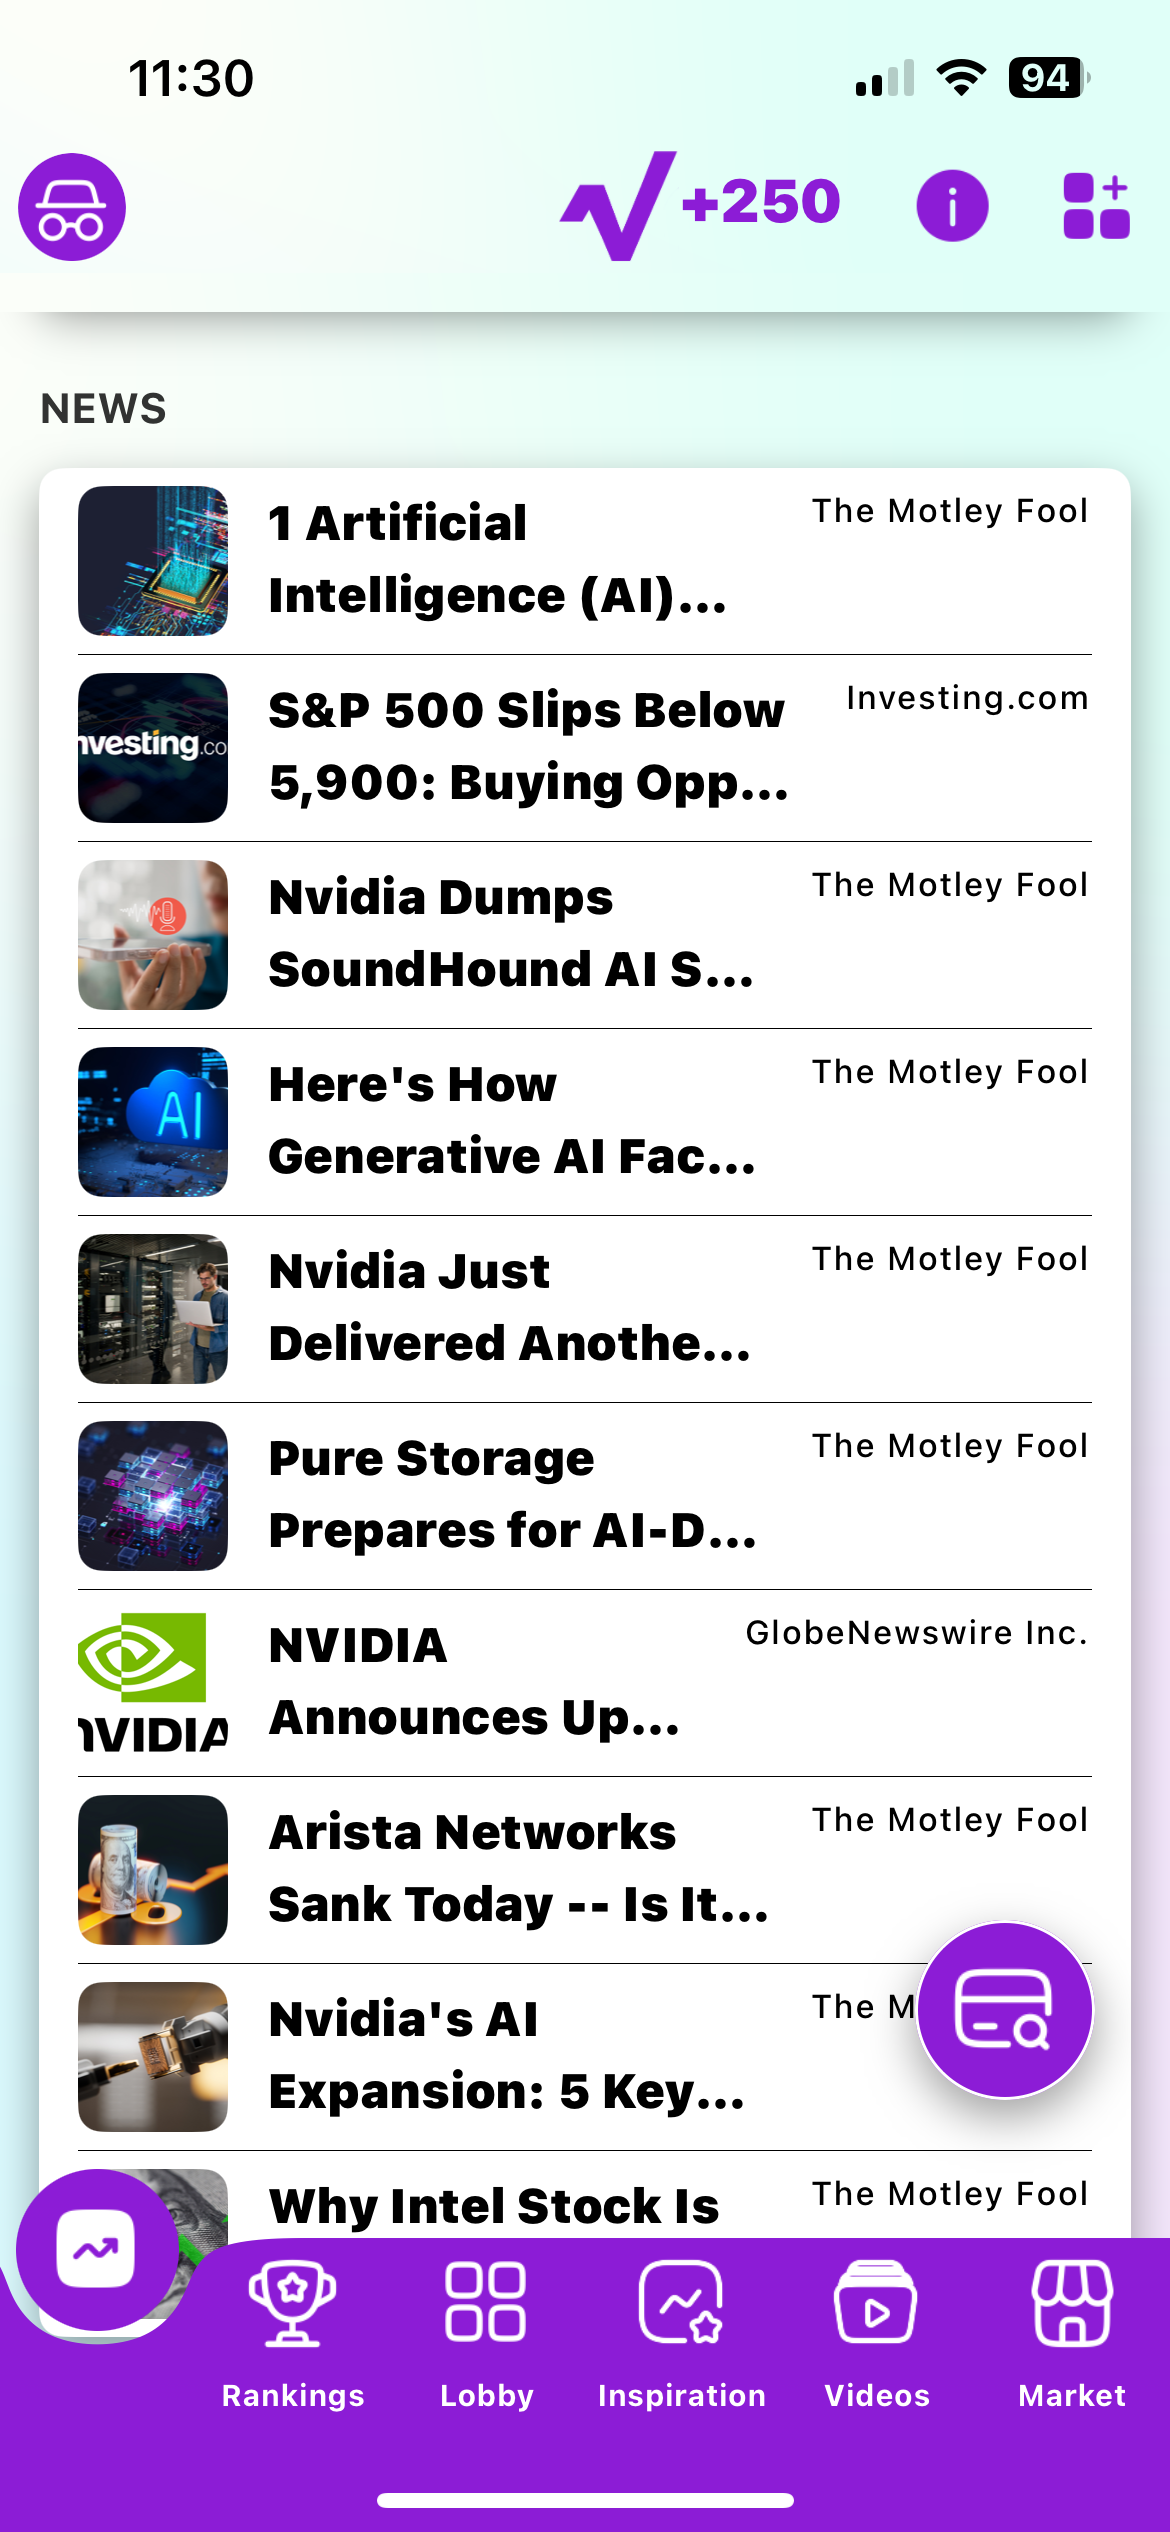 11:30
94
+250
NEWS
1 Artificial
Intelligence (AI)...
The Motley Fool
nvesting.co
S&P 500 Slips Below
5,900: Buying Opp...
Investing.com
Nvidia Dumps
SoundHound AI S...
The Motley Fool
AI
Here's How
Generative AI Fac...
The Motley Fool
Nvidia Just
Delivered Anothe...
The Motley Fool
Pure Storage
Prepares for AI-D...
The Motley Fool
NVIDIA
NVIDIA
Announces Up...
GlobeNewswire Inc.
Arista Networks
Sank Today -- Is It...
The Motley Fool
Nvidia's AI
Expansion: 5 Key...
The M
Why Intel Stock Is
The Motley Fool
Rankings
Lobby
Inspiration
Videos
Market